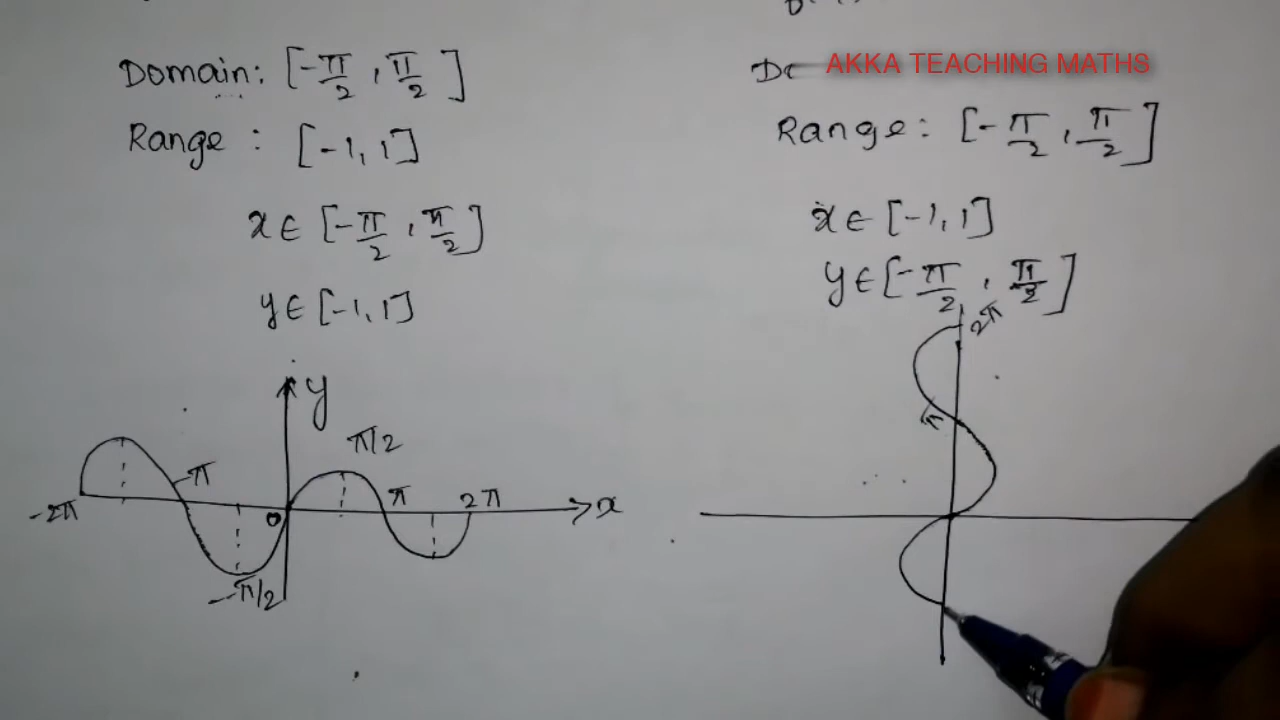 Domain: [-π/2, π/2]
Range : [-1, 1]
x ∈ [-π/2, π/2]
y ∈ [-1, 1]
y
π/2
-π
π
2π
-2π
0
x
-π/2
AKKA TEACHING MATHS
Range: [-π/2, π/2]
x ∈ [-1, 1]
y ∈ [-π/2, π/2]
2π
π